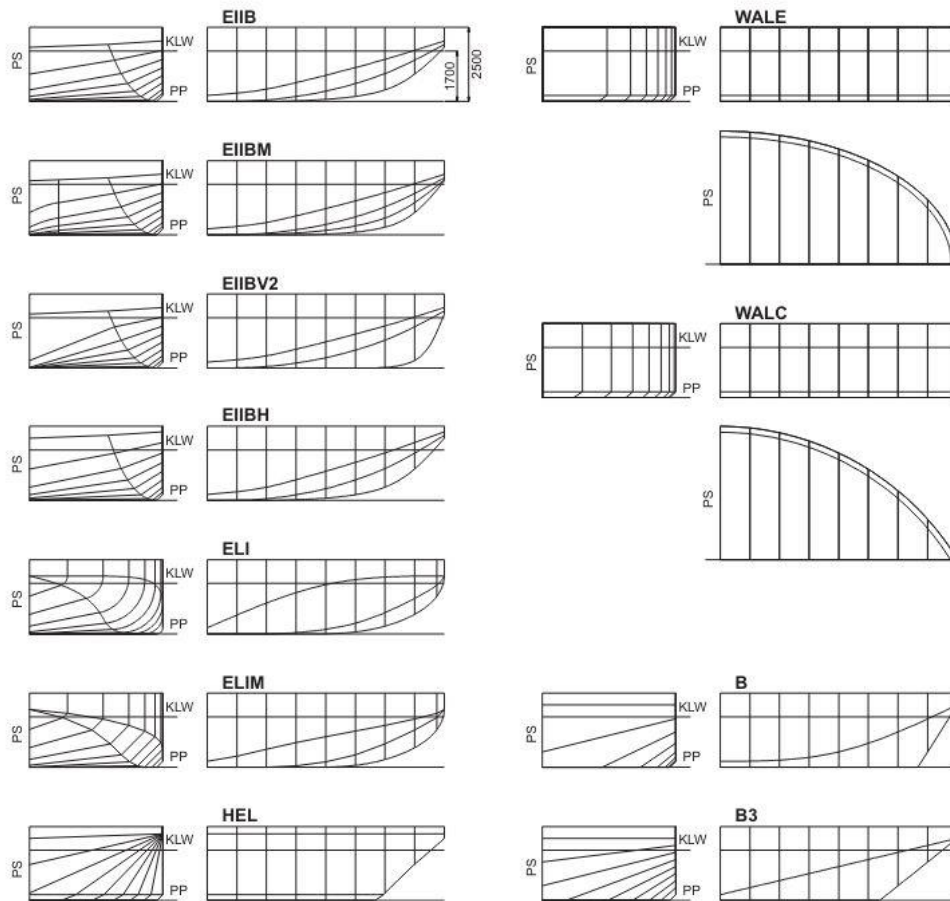 EIIB
PS
KLW
PP
1700
2500
EIIBM
PS
KLW
PP
EIIBV2
PS
KLW
PP
EIIBH
PS
KLW
PP
ELI
PS
KLW
PP
ELIM
PS
KLW
PP
HEL
PS
KLW
PP
WALE
PS
KLW
PP
PS
WALC
PS
KLW
PP
PS
B
PS
KLW
PP
B3
PS
KLW
PP